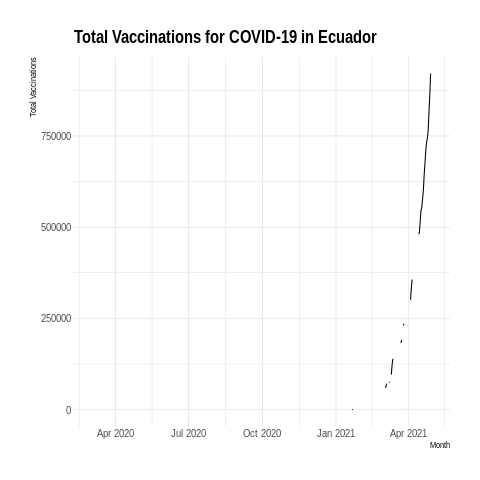 Total Vaccinations for COVID-19 in Ecuador
Total Vaccinations
750000
500000
250000
0
Apr 2020 Jul 2020 Oct 2020 Jan 2021 Apr 2021
Month